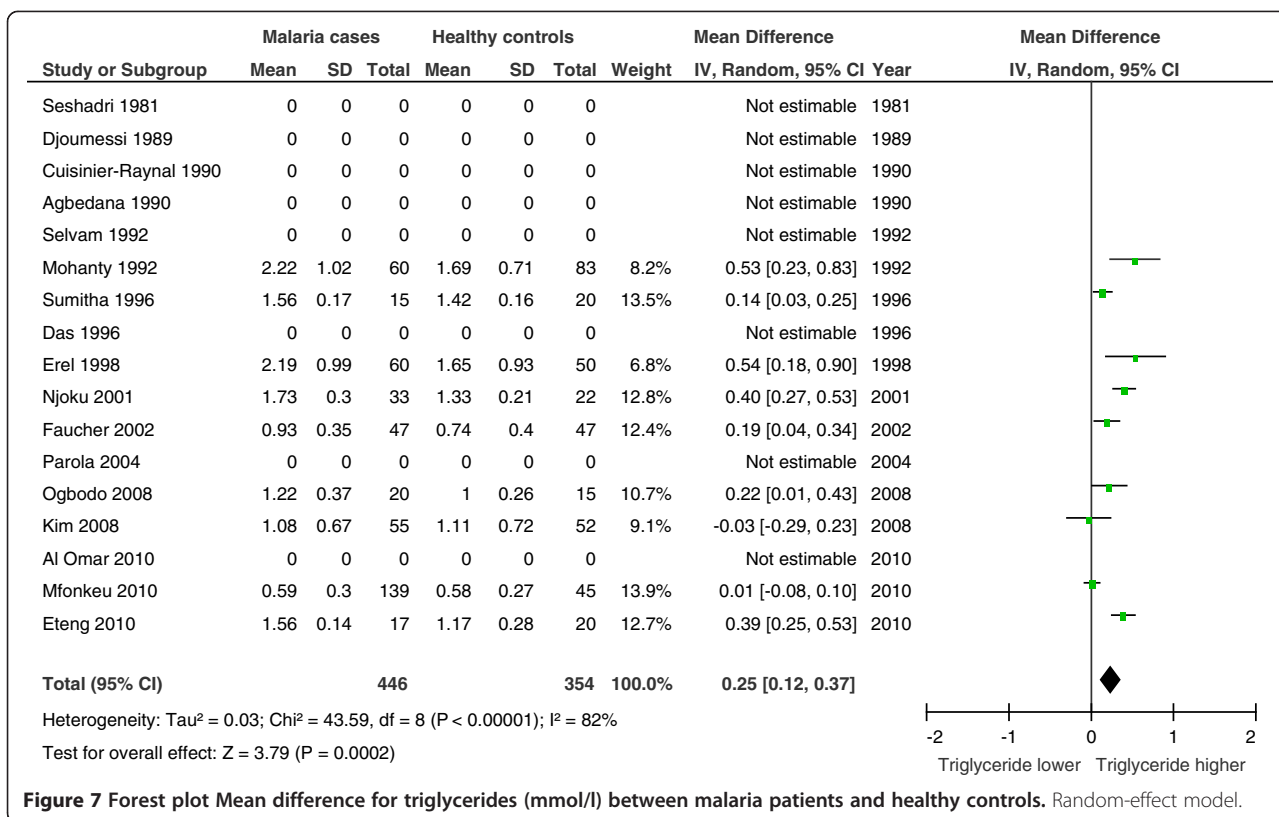 Malaria cases Healthy controls Mean Difference Mean Difference
Study or Subgroup Mean SD Total Mean SD Total Weight IV, Random, 95% CI Year IV, Random, 95% CI
Seshadri 1981 0 0 0 0 0 0 Not estimable 1981
Djoumessi 1989 0 0 0 0 0 0 Not estimable 1989
Cuisinier-Raynal 1990 0 0 0 0 0 0 Not estimable 1990
Agbedana 1990 0 0 0 0 0 0 Not estimable 1990
Selvam 1992 0 0 0 0 0 0 Not estimable 1992
Mohanty 1992 2.22 1.02 60 1.69 0.71 83 8.2% 0.53 [0.23, 0.83] 1992
Sumitha 1996 1.56 0.17 15 1.42 0.16 20 13.5% 0.14 [0.03, 0.25] 1996
Das 1996 0 0 0 0 0 0 Not estimable 1996
Erel 1998 2.19 0.99 60 1.65 0.93 50 6.8% 0.54 [0.18, 0.90] 1998
Njoku 2001 1.73 0.3 33 1.33 0.21 22 12.8% 0.40 [0.27, 0.53] 2001
Faucher 2002 0.93 0.35 47 0.74 0.4 47 12.4% 0.19 [0.04, 0.34] 2002
Parola 2004 0 0 0 0 0 0 Not estimable 2004
Ogbodo 2008 1.22 0.37 20 1 0.26 15 10.7% 0.22 [0.01, 0.43] 2008
Kim 2008 1.08 0.67 55 1.11 0.72 52 9.1% -0.03 [-0.29, 0.23] 2008
Al Omar 2010 0 0 0 0 0 0 Not estimable 2010
Mfonkeu 2010 0.59 0.3 139 0.58 0.27 45 13.9% 0.01 [-0.08, 0.10] 2010
Eteng 2010 1.56 0.14 17 1.17 0.28 20 12.7% 0.39 [0.25, 0.53] 2010
Total (95% CI) 446 354 100.0% 0.25 [0.12, 0.37]
Heterogeneity: Tau² = 0.03; Chi² = 43.59, df = 8 (P < 0.00001); I² = 82%
Test for overall effect: Z = 3.79 (P = 0.0002)
-2 -1 0 1 2
Triglyceride lower Triglyceride higher
Figure 7 Forest plot Mean difference for triglycerides (mmol/l) between malaria patients and healthy controls. Random-effect model.